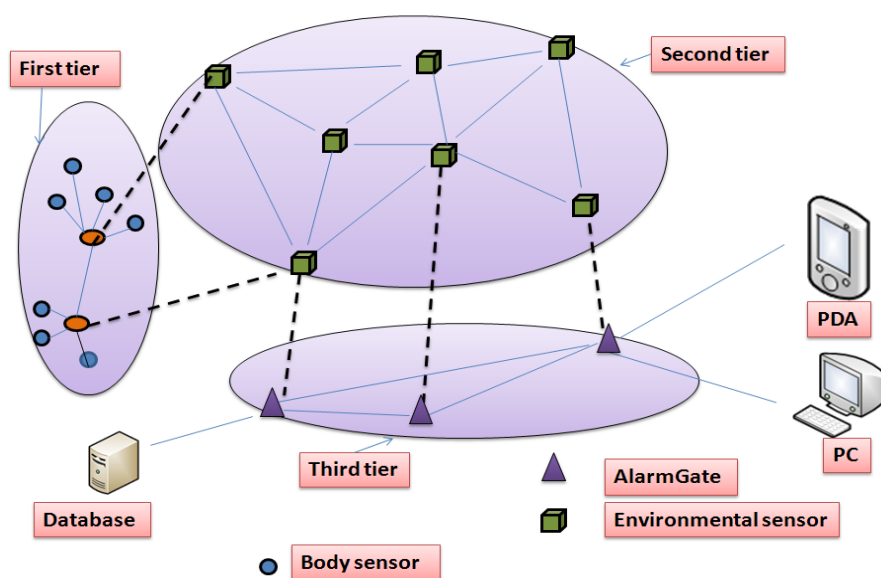 Second tier
First tier
PDA
PC
Third tier
AlarmGate
Database
Environmental sensor
Body sensor